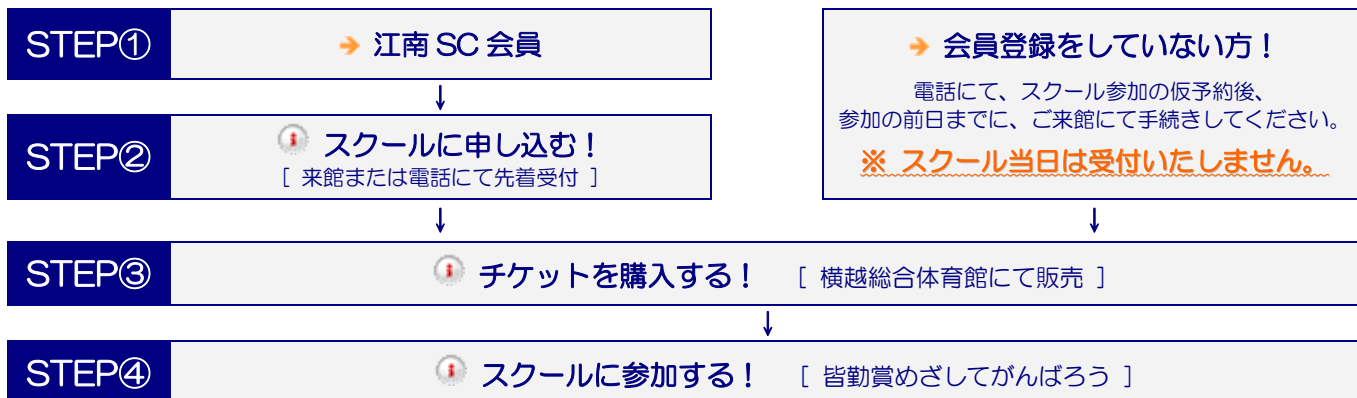 STEP①
江南 SC 会員
STEP②
スクールに申し込む！
[ 来館または電話にて先着受付 ]
会員登録をしていない方！
電話にて、スクール参加の仮予約後、
参加の前日までに、ご来館にて手続きしてください。
※ スクール当日は受付いたしません。
STEP③
チケットを購入する！ [ 横越総合体育館にて販売 ]
STEP④
スクールに参加する！ [ 皆勤賞めざしてがんばろう ]